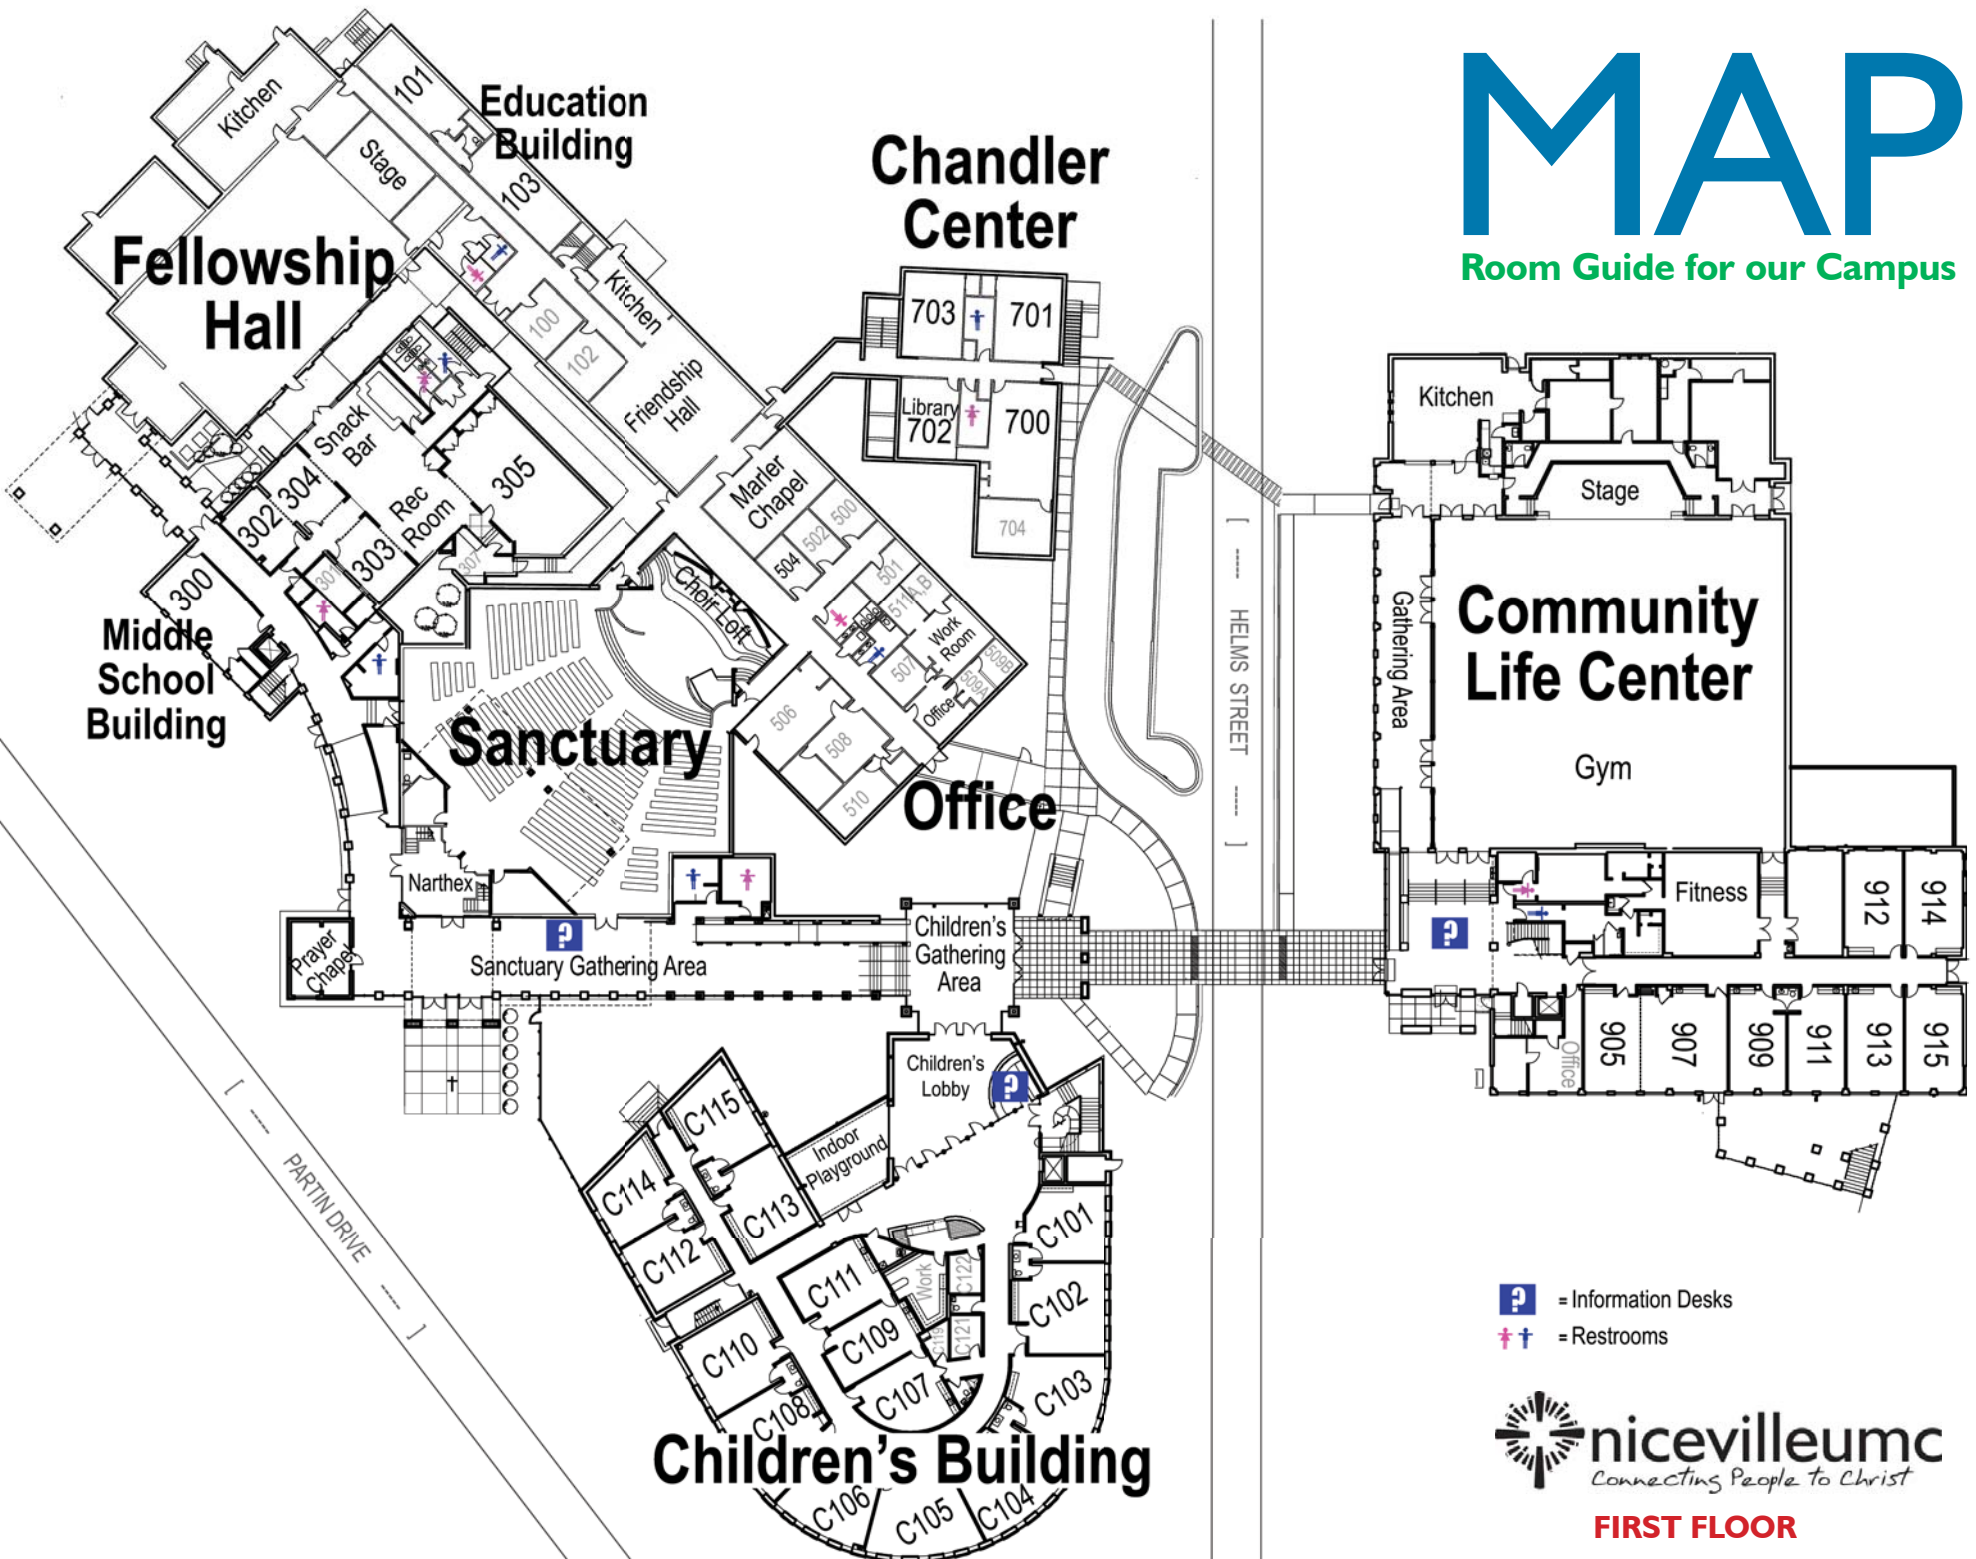 MAP
Room Guide for our Campus
Education
Building
101
103
Kitchen
Stage
Fellowship
Hall
Kitchen
100
102
Friendship
Hall
Chandler
Center
703
701
Library
702
700
704
Snack
Bar
304
302
305
Rec
Room
303
301
307
300
Middle
School
Building
Marler
Chapel
500
502
504
501
511A,B
Work
Room
509B
509A
507
Office
506
508
510
Office
Choir Loft
Sanctuary
Narthex
Prayer
Chapel
?
Sanctuary Gathering Area
Children's
Gathering
Area
Children's
Lobby
?
Indoor
Playground
C115
C114
C113
C112
C111
C110
C109
C108
C107
C106
C105
C104
C103
C102
C101
Work
C122
C121
C119
Children's Building
[ ---- PARTIN DRIVE ---- ]
[ ---- HELMS STREET ---- ]
Kitchen
Stage
Gathering Area
Community
Life Center
Gym
Fitness
912
914
?
Office
905
907
909
911
913
915
? = Information Desks
= Restrooms
nicevilleumc
Connecting People to Christ
FIRST FLOOR